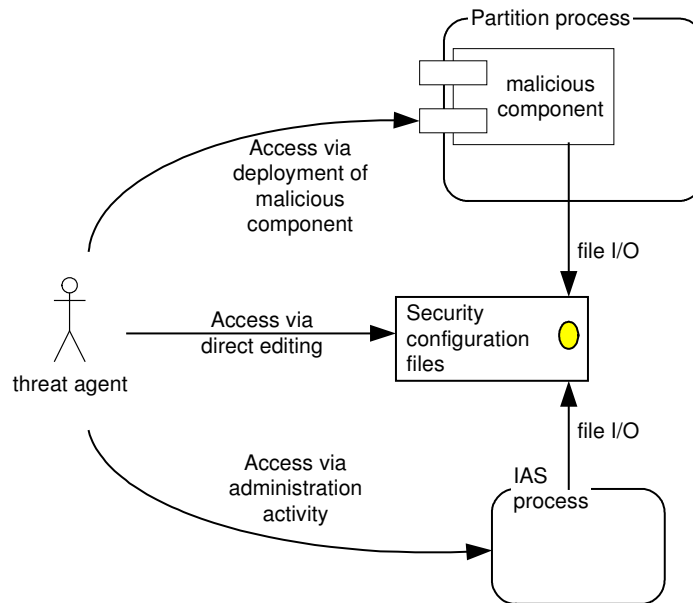 Partition process
malicious
component
Access via
deployment of
malicious
component
file I/O
Access via
direct editing
Security
configuration
files
threat agent
file I/O
Access via
administration
activity
IAS
process